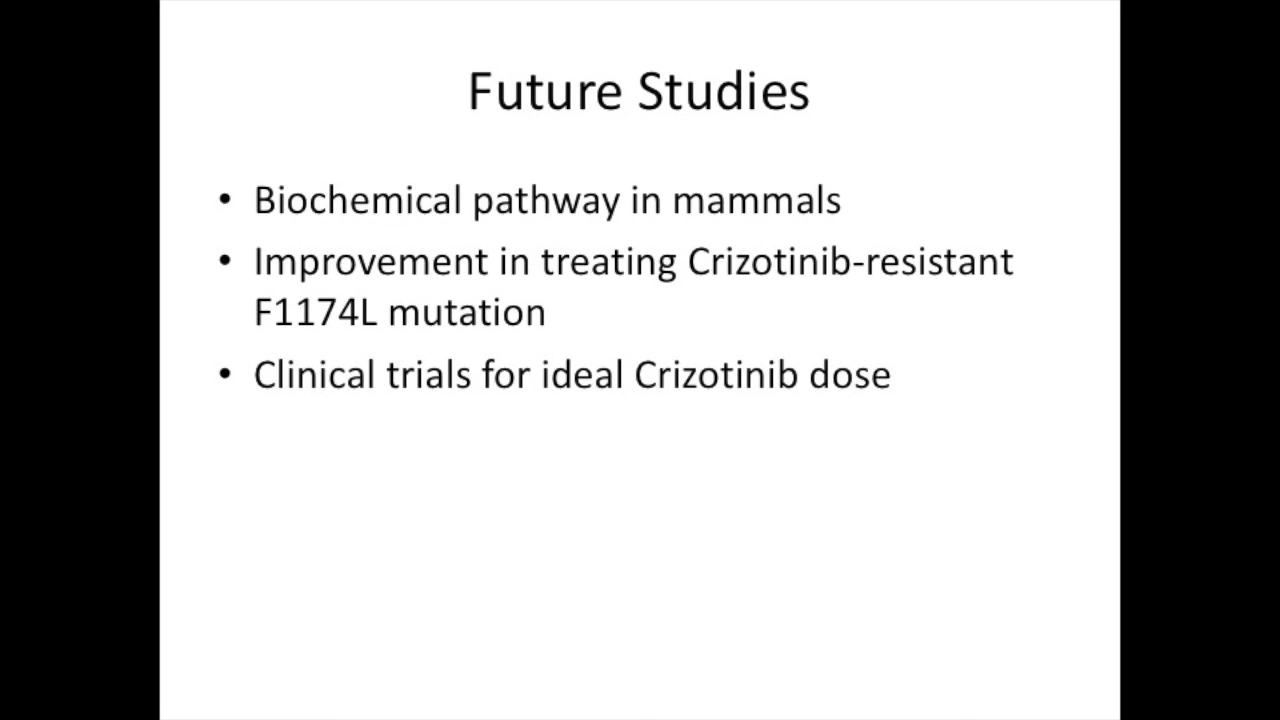 Future Studies
• Biochemical pathway in mammals
• Improvement in treating Crizotinib-resistant
F1174L mutation
• Clinical trials for ideal Crizotinib dose